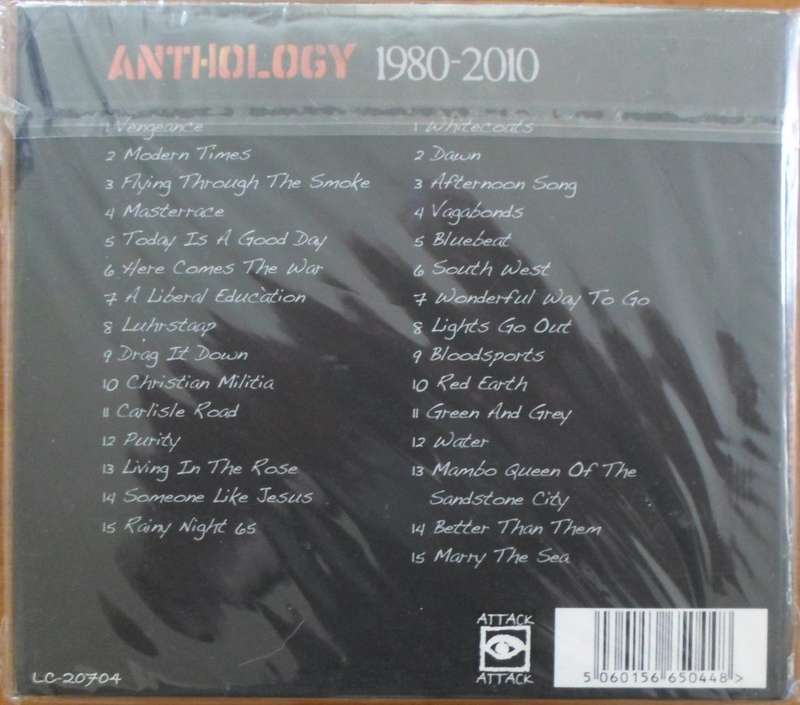 ANTHOLOGY 1980-2010
1 Vengeance
2 Modern Times
3 Flying Through The Smoke
4 Masterrace
5 Today Is A Good Day
6 Here Comes The War
7 A Liberal Education
8 Luhrstaap
9 Drag It Down
10 Christian Militia
11 Carlisle Road
12 Purity
13 Living In The Rose
14 Someone Like Jesus
15 Rainy Night 65
1 Whitecoats
2 Dawn
3 Afternoon Song
4 Vagabonds
5 Bluebeat
6 South West
7 Wonderful Way To Go
8 Lights Go Out
9 Bloodsports
10 Red Earth
11 Green And Grey
12 Water
13 Mambo Queen Of The
Sandstone City
14 Better Than Them
15 Marry The Sea
LC-20704
ATTACK
ATTACK
5 060156 650448 >